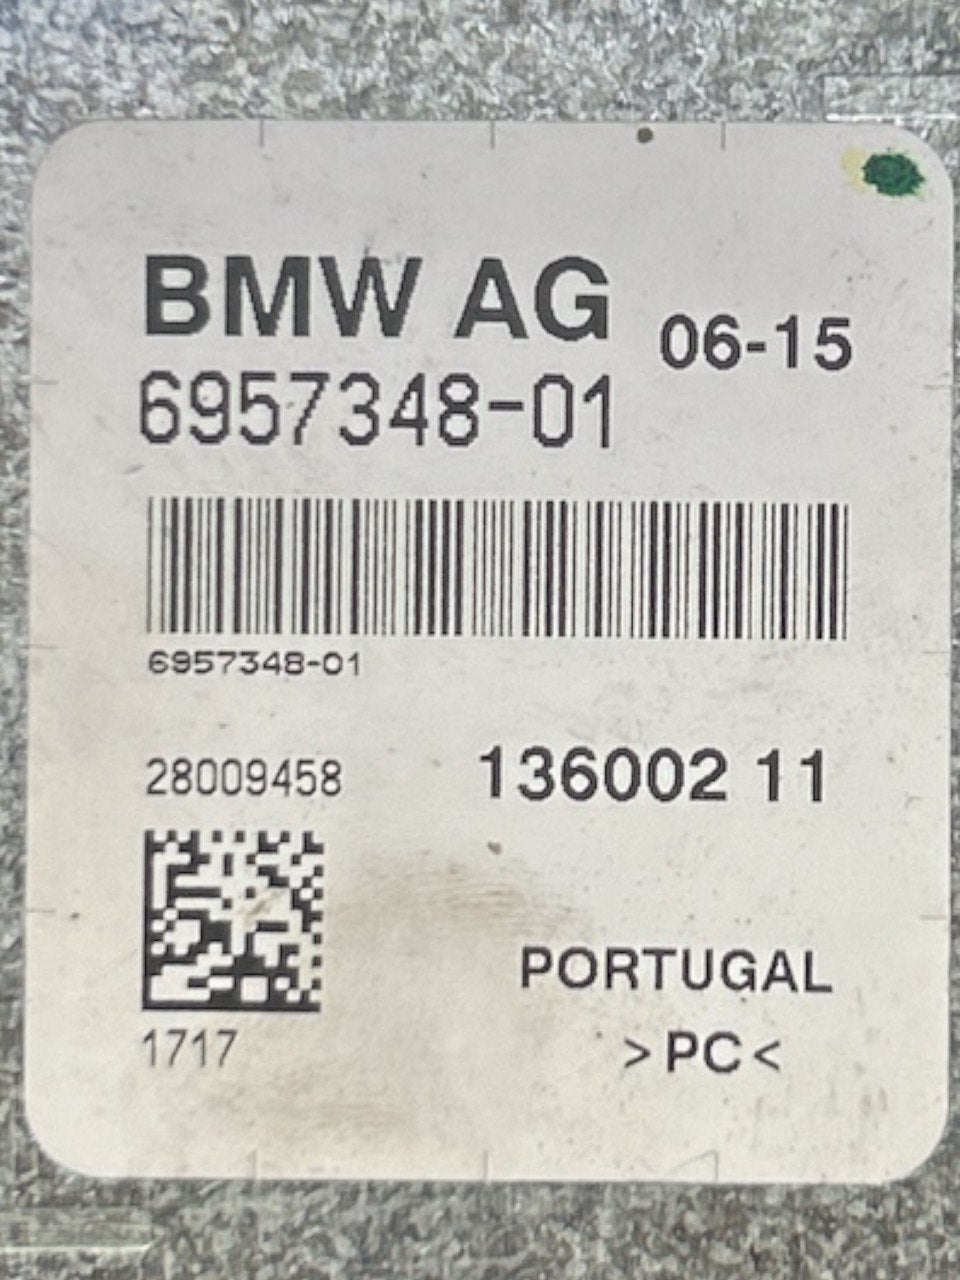 BMW AG 06-15
6957348-01
6957348-01
28009458 136002 11
PORTUGAL
1717 >PC<